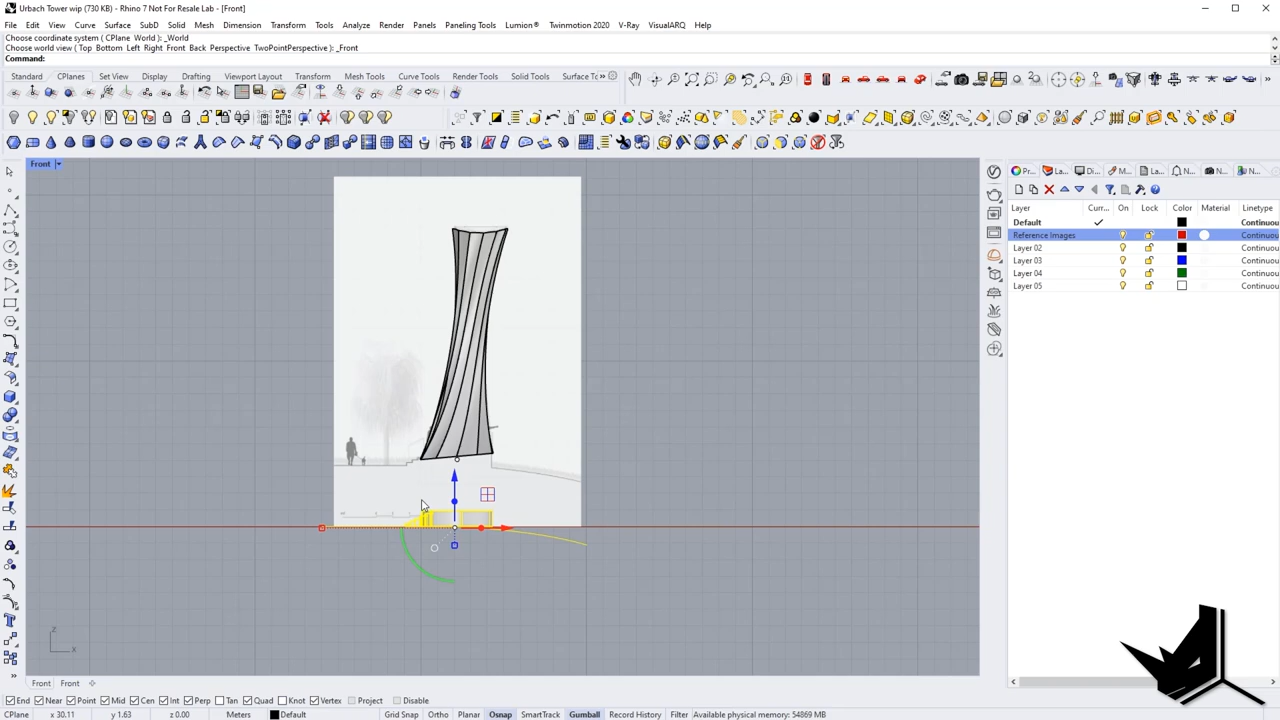 Urbach Tower wip (730 KB) - Rhino 7 Not For Resale Lab - [Front]
File Edit View Curve Surface SubD Solid Mesh Dimension Transform Tools Analyze Render Panels Paneling Tools Lumion® Twinmotion 2020 V-Ray VisualARQ Help
Choose coordinate system ( CPlane World ): _World
Choose world view ( Top Bottom Left Right Front Back Perspective TwoPointPerspective ): _Front
Command:
Standard CPlanes Set View Display Drafting Viewport Layout Transform Mesh Tools Curve Tools Render Tools Solid Tools Surface To
Front
Pr... La... Di... M... La... N... N... N...
Layer Curr... On Lock Color Material Linetype
Default Continuou
Reference Images Continuou
Layer 02 Continuou
Layer 03 Continuou
Layer 04 Continuou
Layer 05 Continuou
z
x
Front Front
End Near Point Mid Cen Int Perp Tan Quad Knot Vertex Project Disable
CPlane x 30.11 y 1.63 z 0.00 Meters Default Grid Snap Ortho Planar Osnap SmartTrack Gumball Record History Filter Available physical memory: 54869 MB